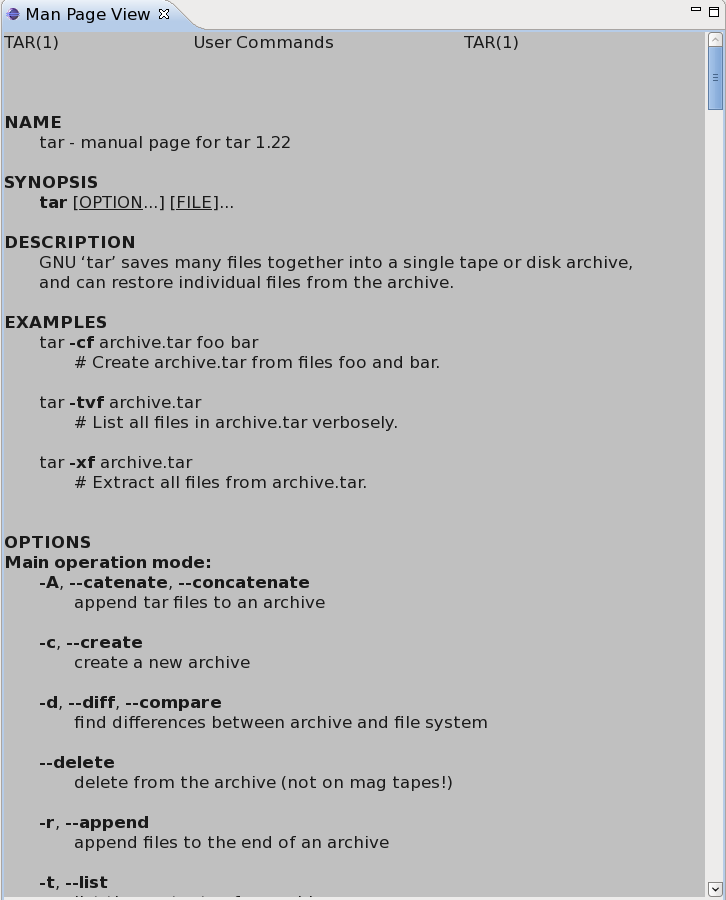 Man Page View
TAR(1) User Commands TAR(1)
NAME
tar - manual page for tar 1.22
SYNOPSIS
tar [OPTION...] [FILE]...
DESCRIPTION
GNU ‘tar’ saves many files together into a single tape or disk archive,
and can restore individual files from the archive.
EXAMPLES
tar -cf archive.tar foo bar
# Create archive.tar from files foo and bar.
tar -tvf archive.tar
# List all files in archive.tar verbosely.
tar -xf archive.tar
# Extract all files from archive.tar.
OPTIONS
Main operation mode:
-A, --catenate, --concatenate
append tar files to an archive
-c, --create
create a new archive
-d, --diff, --compare
find differences between archive and file system
--delete
delete from the archive (not on mag tapes!)
-r, --append
append files to the end of an archive
-t, --list